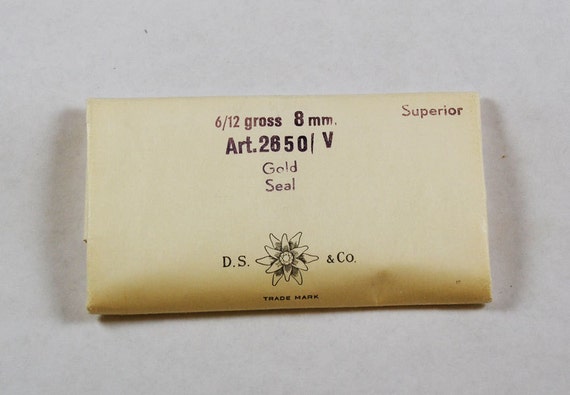 6/12 gross 8 mm.
Superior
Art.2650/V
Gold
Seal
D.S. & Co.
TRADE MARK